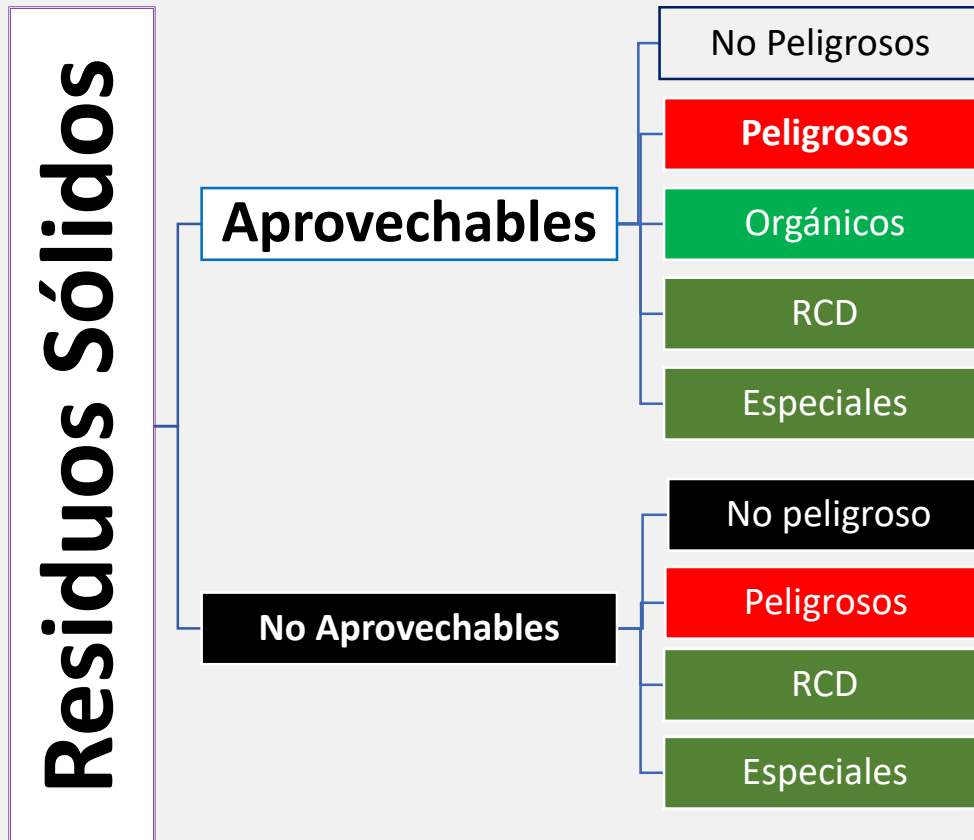 Residuos Sólidos
Aprovechables
No Peligrosos
Peligrosos
Orgánicos
RCD
Especiales
No Aprovechables
No peligroso
Peligrosos
RCD
Especiales